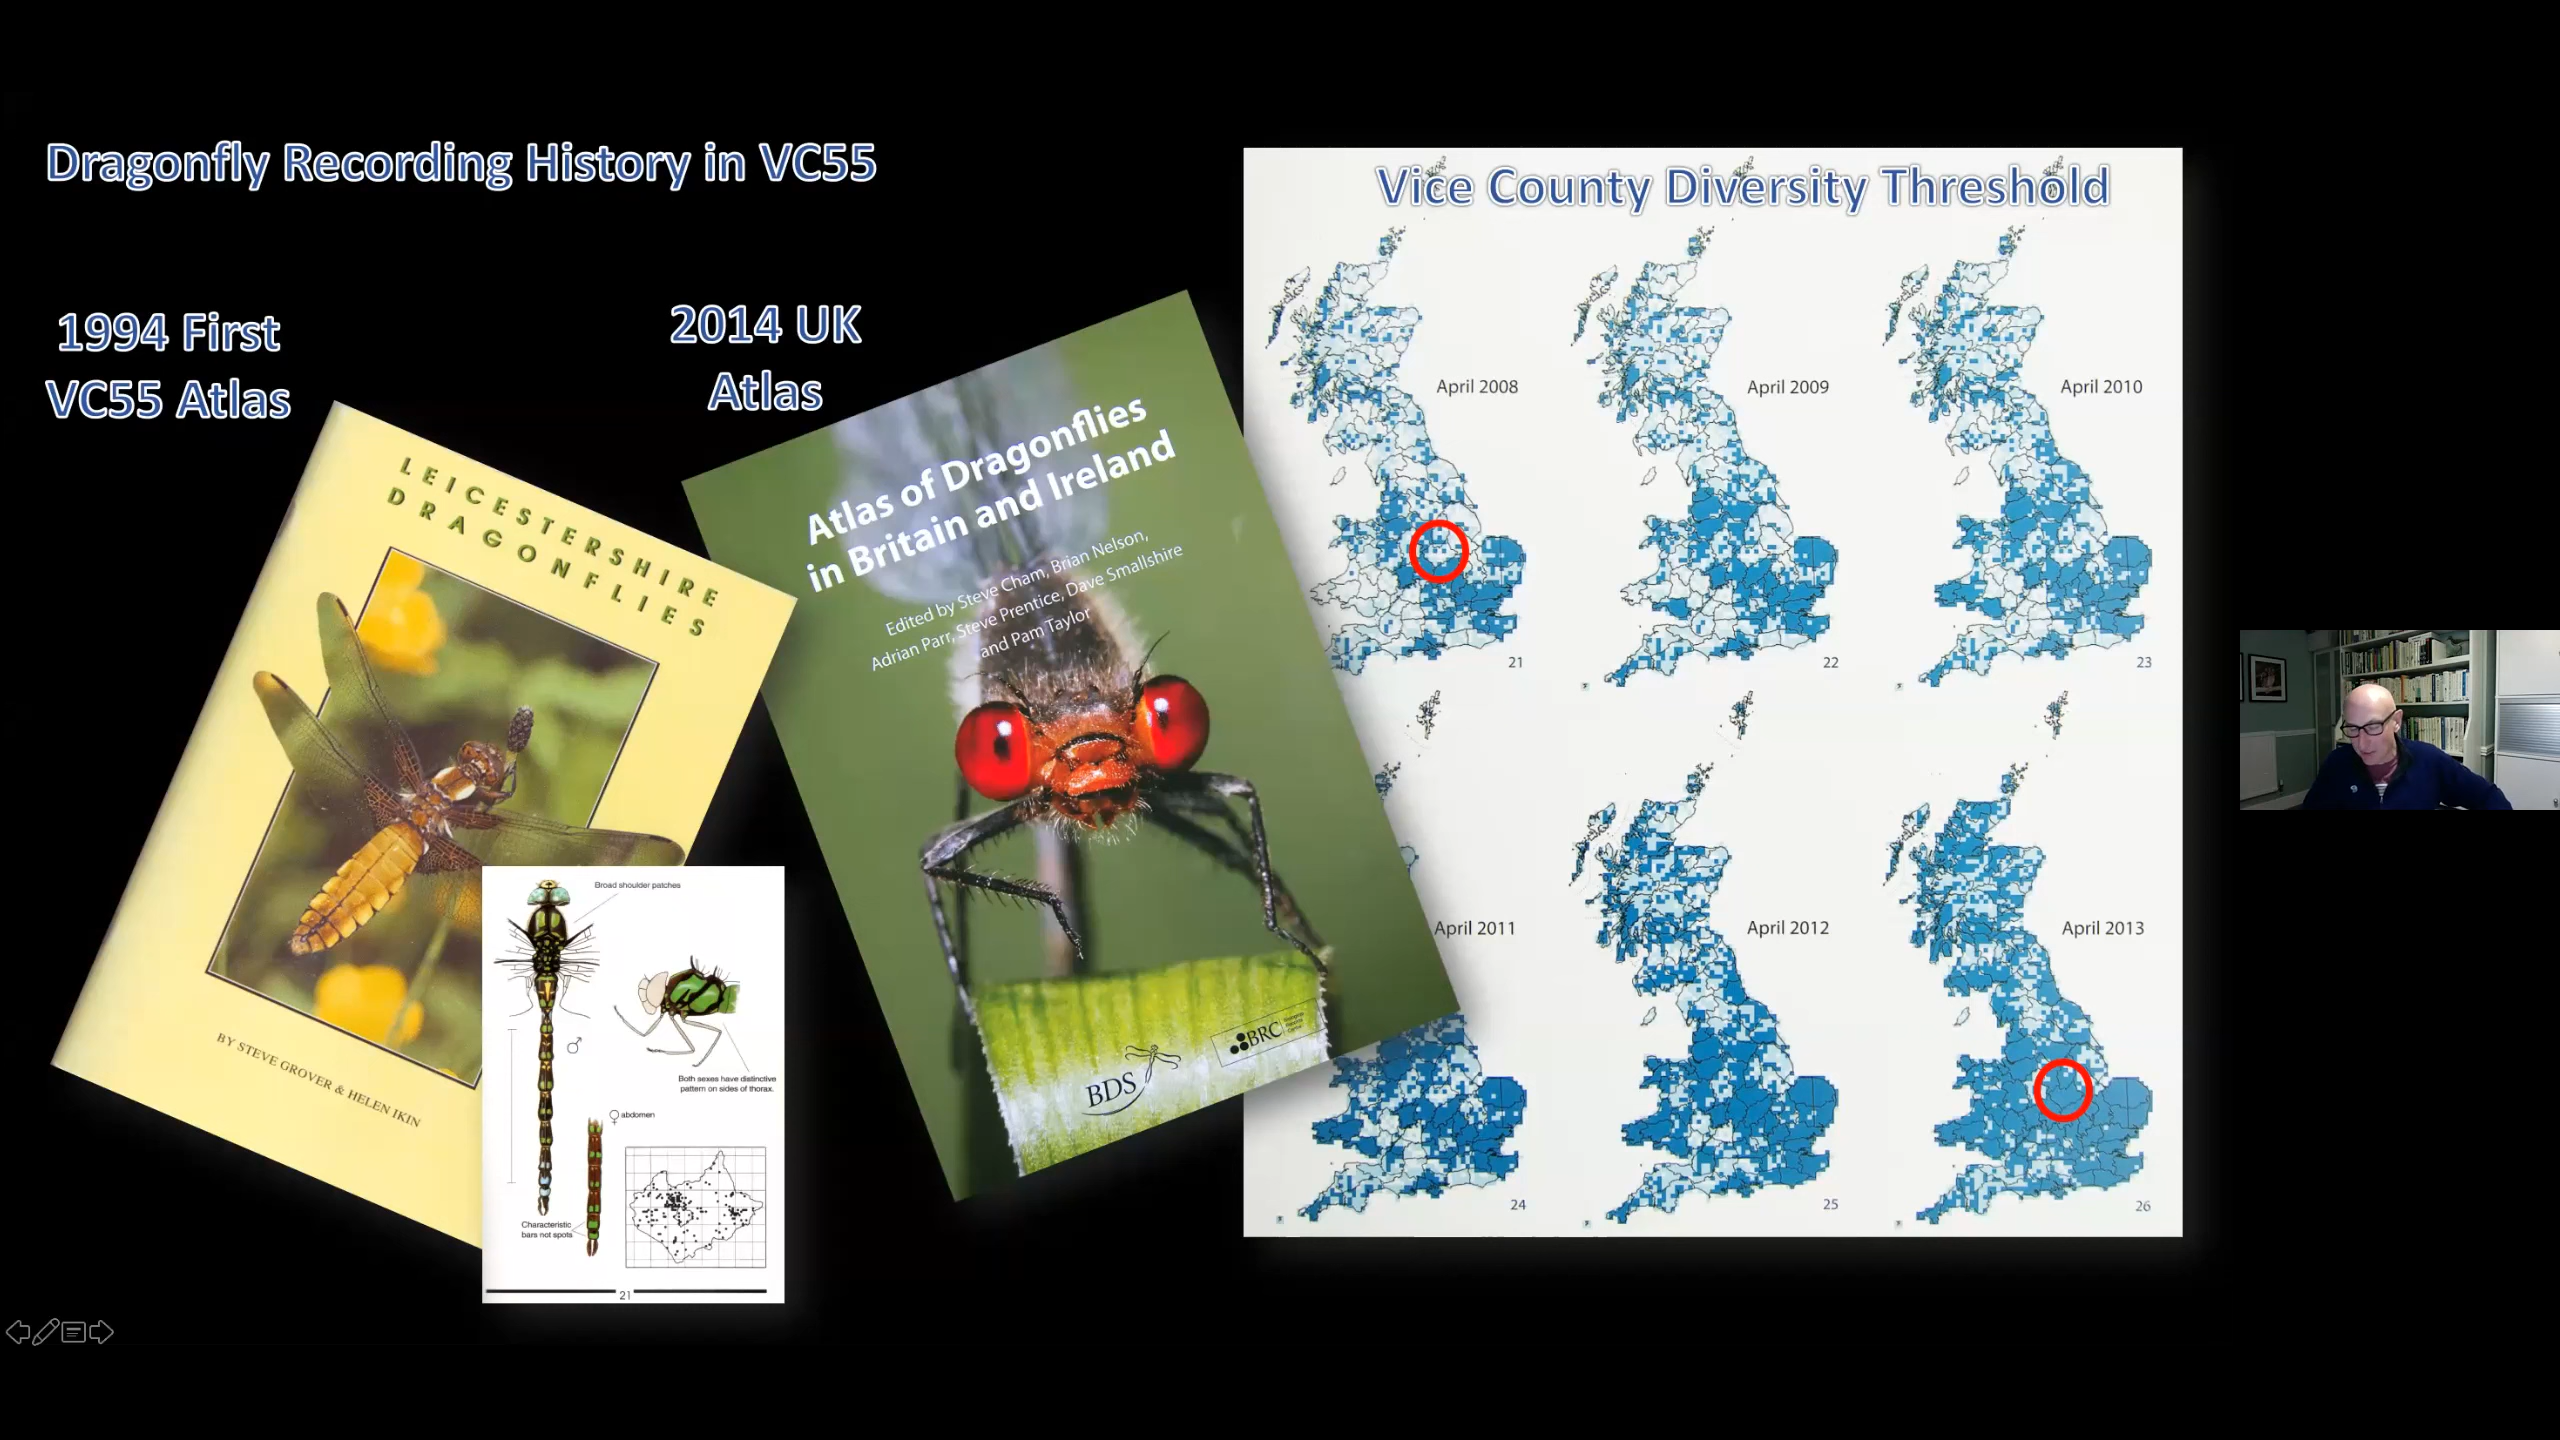 Dragonfly Recording History in VC55
1994 First
VC55 Atlas
2014 UK
Atlas
LEICESTERSHIRE
DRAGONFLIES
BY STEVE GROVER & HELEN IKIN
Broad shoulder patches
♂
Both sexes have distinctive
pattern on sides of thorax.
♀ abdomen
Characteristic
bars not spots
21
Atlas of Dragonflies
in Britain and Ireland
Edited by Steve Cham, Brian Nelson,
Adrian Parr, Steve Prentice, Dave Smallshire
and Pam Taylor
BDS
BRC
Vice County Diversity Threshold
April 2008
21
April 2009
22
April 2010
23
April 2011
24
April 2012
25
April 2013
26